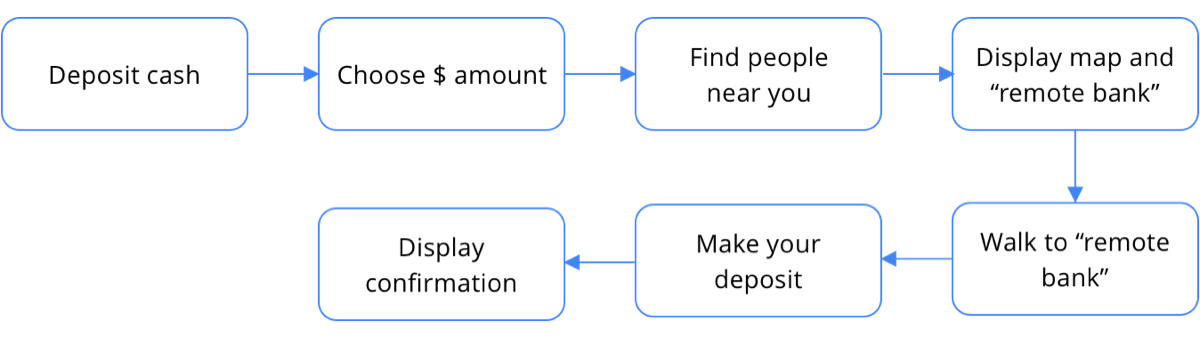 Deposit cash
Choose $ amount
Find people
near you
Display map and
“remote bank”
Walk to “remote
bank”
Make your
deposit
Display
confirmation